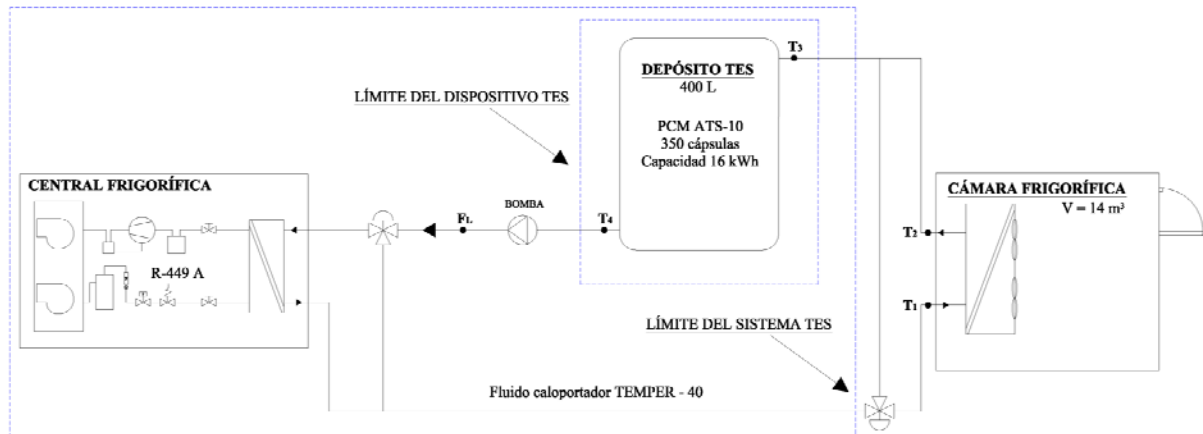 DEPÓSITO TES
400 L
PCM ATS-10
350 cápsulas
Capacidad 16 kWh
T3
LÍMITE DEL DISPOSITIVO TES
CENTRAL FRIGORÍFICA
R-449 A
FL
BOMBA
T4
CÁMARA FRIGORÍFICA
V = 14 m³
T2
T1
LÍMITE DEL SISTEMA TES
Fluido caloportador TEMPER - 40